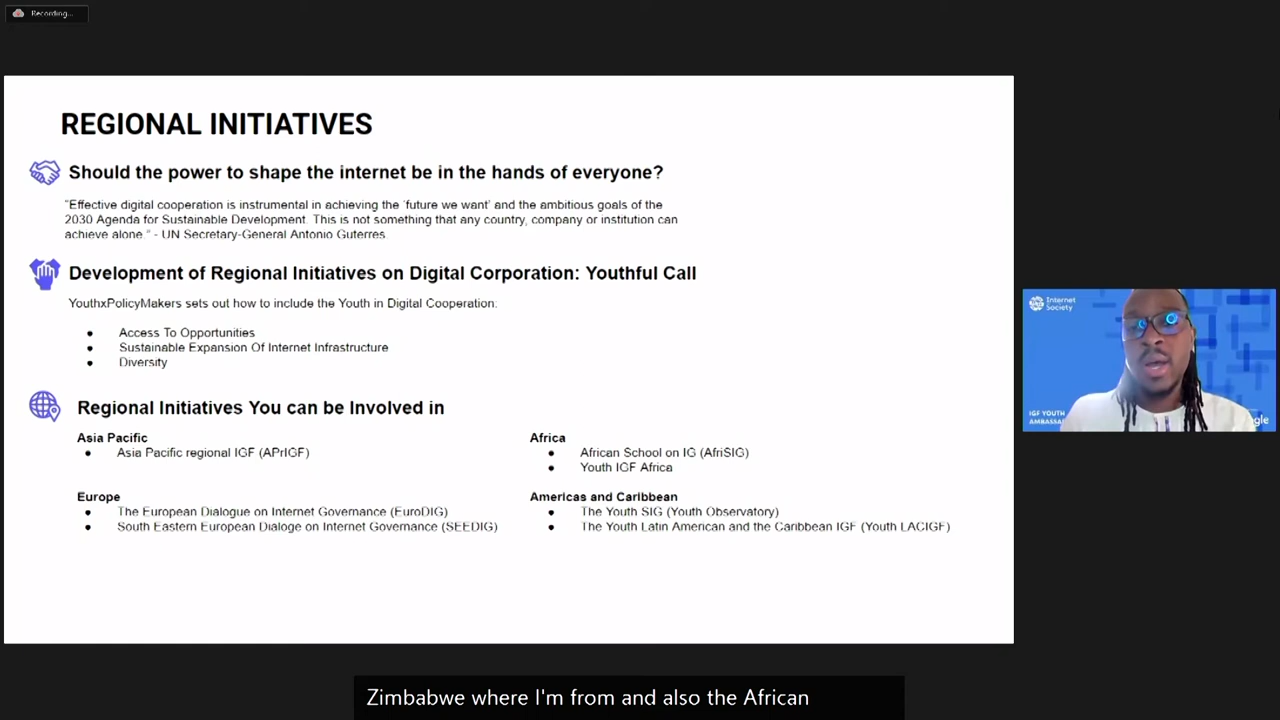 Recording...
REGIONAL INITIATIVES
Should the power to shape the internet be in the hands of everyone?
"Effective digital cooperation is instrumental in achieving the 'future we want' and the ambitious goals of the
2030 Agenda for Sustainable Development. This is not something that any country, company or institution can
achieve alone." - UN Secretary-General Antonio Guterres.
Development of Regional Initiatives on Digital Corporation: Youthful Call
YouthxPolicyMakers sets out how to include the Youth in Digital Cooperation:
● Access To Opportunities
● Sustainable Expansion Of Internet Infrastructure
● Diversity
Regional Initiatives You can be Involved in
Asia Pacific
● Asia Pacific regional IGF (APrIGF)
Africa
● African School on IG (AfriSIG)
● Youth IGF Africa
Europe
● The European Dialogue on Internet Governance (EuroDIG)
● South Eastern European Dialoge on Internet Governance (SEEDIG)
Americas and Caribbean
● The Youth SIG (Youth Observatory)
● The Youth Latin American and the Caribbean IGF (Youth LACIGF)
Internet
Society
IGF YOUTH
AMBASSA
gle
Zimbabwe where I'm from and also the African